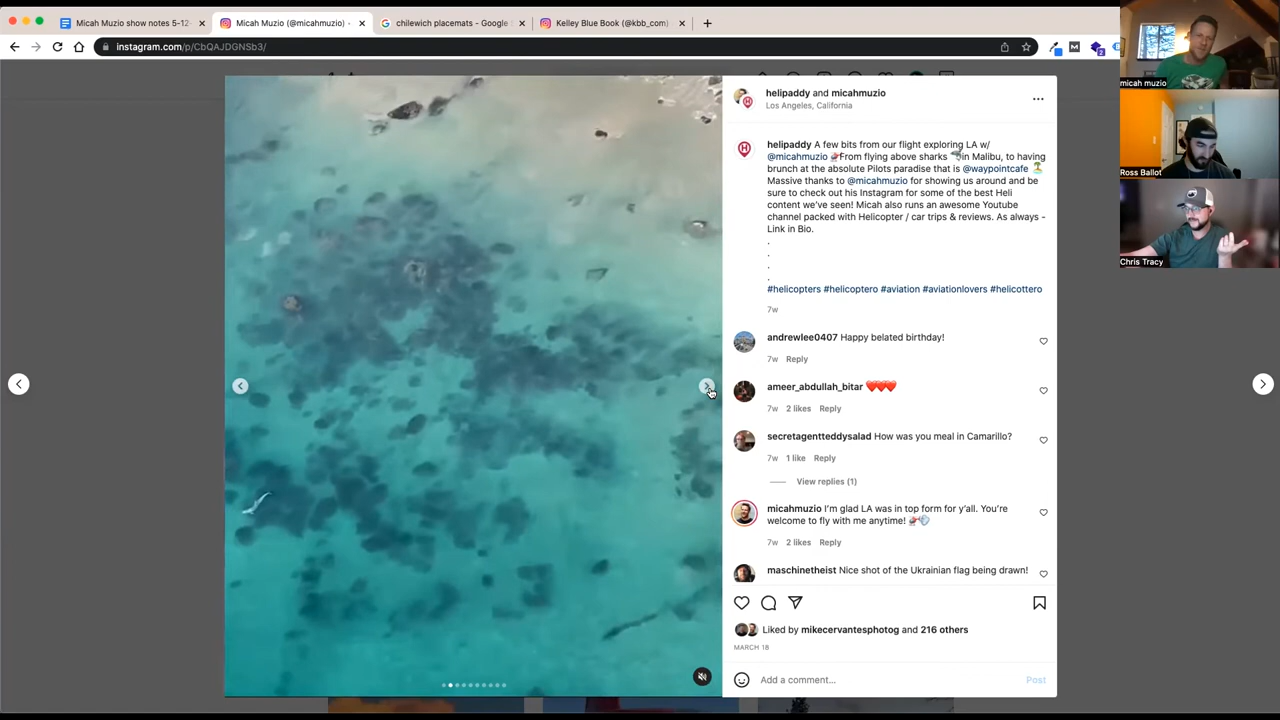 Micah Muzio show notes 5-12-
Micah Muzio (@micahmuzio) •
chilewich placemats - Google S
Kelley Blue Book (@kbb_com)
instagram.com/p/CbQAJDGNSb3/
helipaddy and micahmuzio
Los Angeles, California
helipaddy A few bits from our flight exploring LA w/
@micahmuzio From flying above sharks in Malibu, to having
brunch at the absolute Pilots paradise that is @waypointcafe
Massive thanks to @micahmuzio for showing us around and be
sure to check out his Instagram for some of the best Heli
content we've seen! Micah also runs an awesome Youtube
channel packed with Helicopter / car trips & reviews. As always -
Link in Bio.
.
.
.
.
#helicopters #helicoptero #aviation #aviationlovers #helicottero
7w
andrewlee0407 Happy belated birthday!
7w Reply
ameer_abdullah_bitar ❤️❤️❤️
7w 2 likes Reply
secretagentteddysalad How was you meal in Camarillo?
7w 1 like Reply
View replies (1)
micahmuzio I'm glad LA was in top form for y'all. You're
welcome to fly with me anytime!
7w 2 likes Reply
maschinetheist Nice shot of the Ukrainian flag being drawn!
Liked by mikecervantesphotog and 216 others
MARCH 18
Add a comment...
Post
micah muzio
Ross Ballot
Chris Tracy